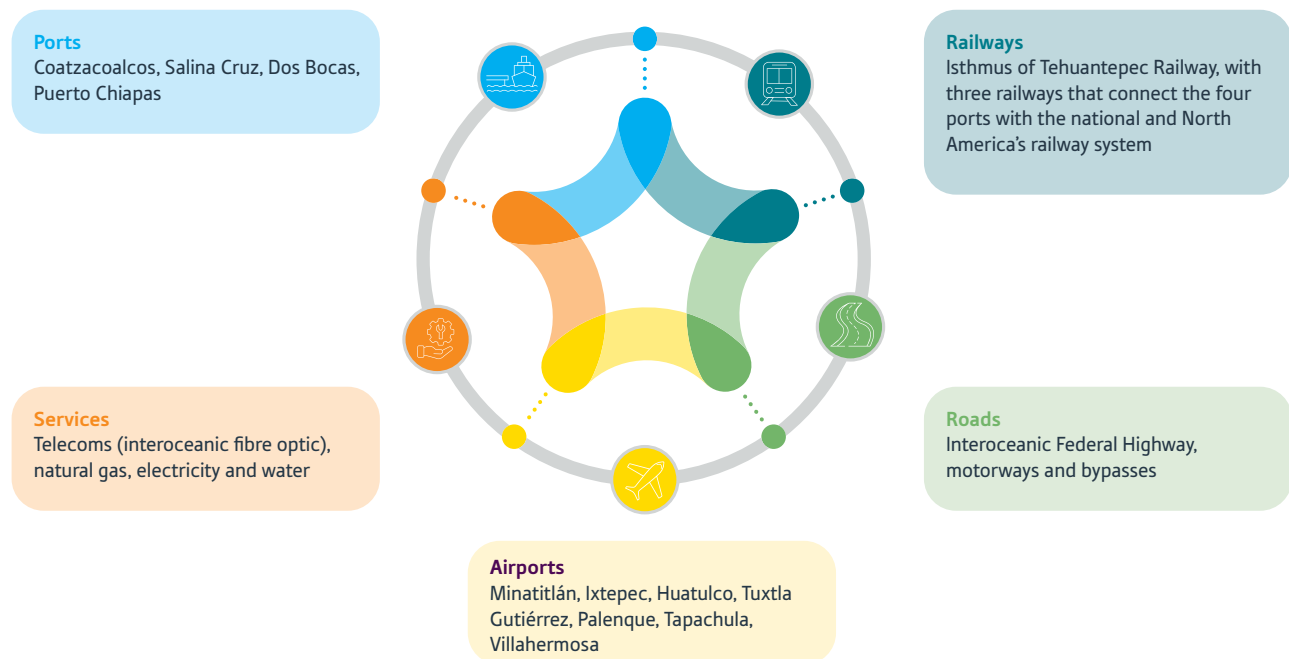 Ports
Coatzacoalcos, Salina Cruz, Dos Bocas,
Puerto Chiapas
Railways
Isthmus of Tehuantepec Railway, with
three railways that connect the four
ports with the national and North
America's railway system
Services
Telecoms (interoceanic fibre optic),
natural gas, electricity and water
Roads
Interoceanic Federal Highway,
motorways and bypasses
Airports
Minatitlán, Ixtepec, Huatulco, Tuxtla
Gutiérrez, Palenque, Tapachula,
Villahermosa